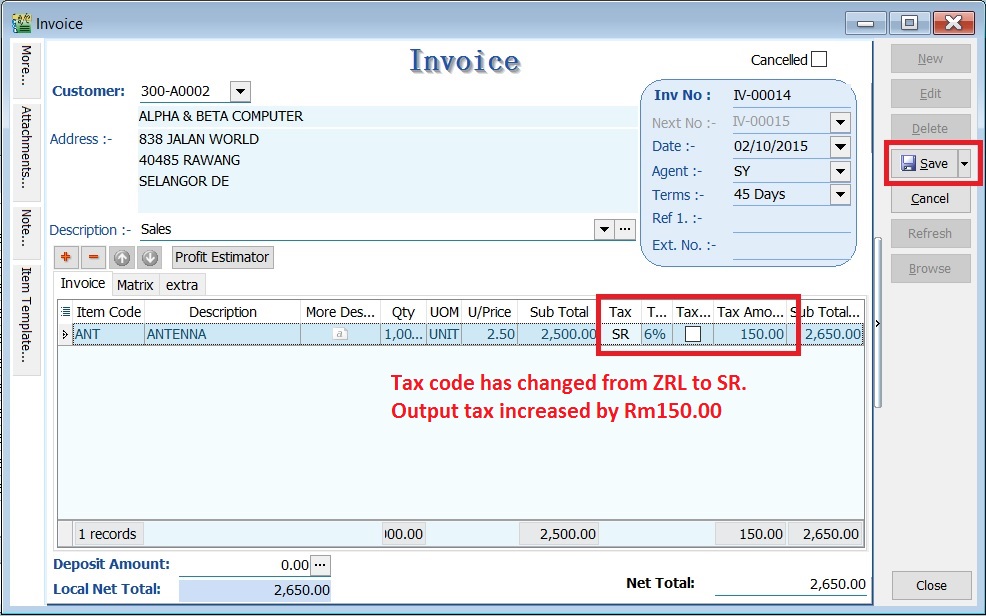 Invoice
More...
Attachments...
Note...
Item Template...
Invoice
Cancelled
Customer: 300-A0002
ALPHA & BETA COMPUTER
Address :- 838 JALAN WORLD
40485 RAWANG
SELANGOR DE
Description :- Sales
Inv No : IV-00014
Next No :- IV-00015
Date :- 02/10/2015
Agent :- SY
Terms :- 45 Days
Ref 1. :-
Ext. No. :-
New
Edit
Delete
Save
Cancel
Refresh
Browse
Profit Estimator
Invoice Matrix extra
Item Code Description More Des... Qty UOM U/Price Sub Total Tax T... Tax... Tax Amo... Sub Total...
ANT ANTENNA a 1,00... UNIT 2.50 2,500.00 SR 6% 150.00 2,650.00
Tax code has changed from ZRL to SR.
Output tax increased by Rm150.00
1 records 00.00 2,500.00 150.00 2,650.00
Deposit Amount: 0.00 ...
Local Net Total: 2,650.00
Net Total: 2,650.00
Close